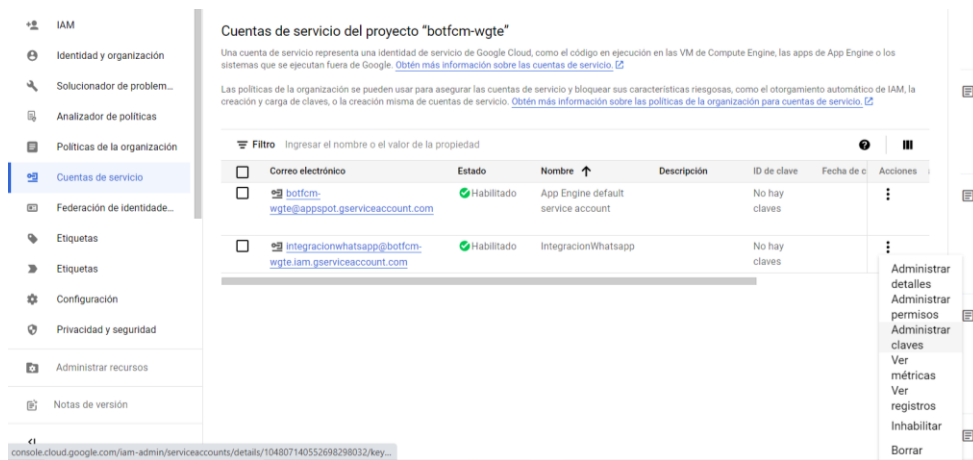 IAM
Identidad y organización
Solucionador de problem...
Analizador de políticas
Políticas de la organización
Cuentas de servicio
Federación de identidade...
Etiquetas
Etiquetas
Configuración
Privacidad y seguridad
Administrar recursos
Notas de versión
console.cloud.google.com/iam-admin/serviceaccounts/details/104807140552698298032/key...
Cuentas de servicio del proyecto “botfcm-wgte”
Una cuenta de servicio representa una identidad de servicio de Google Cloud, como el código en ejecución en las VM de Compute Engine, las apps de App Engine o los
sistemas que se ejecutan fuera de Google. Obtén más información sobre las cuentas de servicio.
Las políticas de la organización se pueden usar para asegurar las cuentas de servicio y bloquear sus características riesgosas, como el otorgamiento automático de IAM, la
creación y carga de claves, o la creación misma de cuentas de servicio. Obtén más información sobre las políticas de la organización para cuentas de servicio.
Filtro Ingresar el nombre o el valor de la propiedad
Correo electrónico Estado Nombre Descripción ID de clave Fecha de c Acciones
botfcm- Habilitado App Engine default No hay
wgte@appspot.gserviceaccount.com service account claves
integracionwhatsapp@botfcm- Habilitado IntegracionWhatsapp No hay
wgte.iam.gserviceaccount.com claves
Administrar
detalles
Administrar
permisos
Administrar
claves
Ver
métricas
Ver
registros
Inhabilitar
Borrar